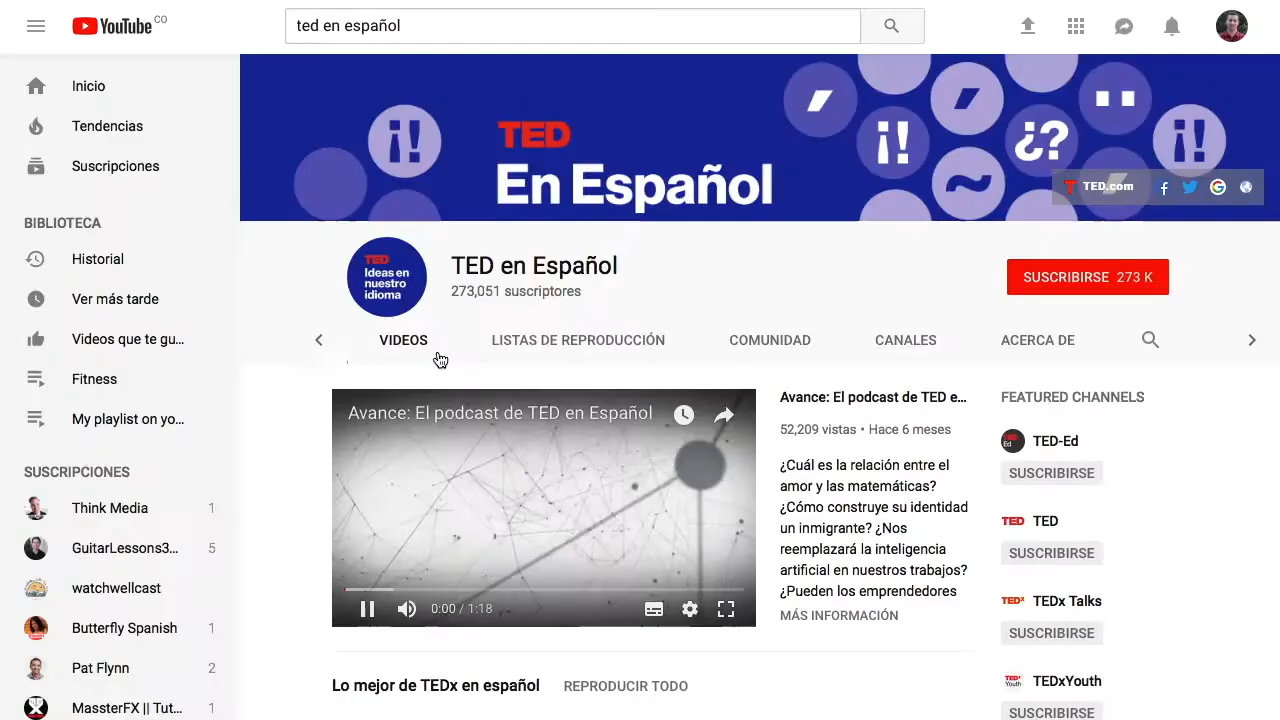 YouTube CO
ted en español
Inicio
Tendencias
Suscripciones
BIBLIOTECA
Historial
Ver más tarde
Videos que te gu...
Fitness
My playlist on yo...
SUSCRIPCIONES
Think Media 1
GuitarLessons3... 5
watchwellcast
Butterfly Spanish 1
Pat Flynn 2
MassterFX || Tut... 1
¡!
TED
En Español
¡!
¿?
¡!
~
T TED.com
TED
Ideas en
nuestro
idioma
TED en Español
273,051 suscriptores
SUSCRIBIRSE 273 K
VIDEOS
LISTAS DE REPRODUCCIÓN
COMUNIDAD
CANALES
ACERCA DE
Avance: El podcast de TED en Español
0:00 / 1:18
Avance: El podcast de TED e...
52,209 vistas • Hace 6 meses
¿Cuál es la relación entre el
amor y las matemáticas?
¿Cómo construye su identidad
un inmigrante? ¿Nos
reemplazará la inteligencia
artificial en nuestros trabajos?
¿Pueden los emprendedores
MÁS INFORMACIÓN
FEATURED CHANNELS
TED Ed
TED-Ed
SUSCRIBIRSE
TED
TED
SUSCRIBIRSE
TEDx
TEDx Talks
SUSCRIBIRSE
TEDx Youth
TEDxYouth
SUSCRIBIRSE
Lo mejor de TEDx en español
REPRODUCIR TODO